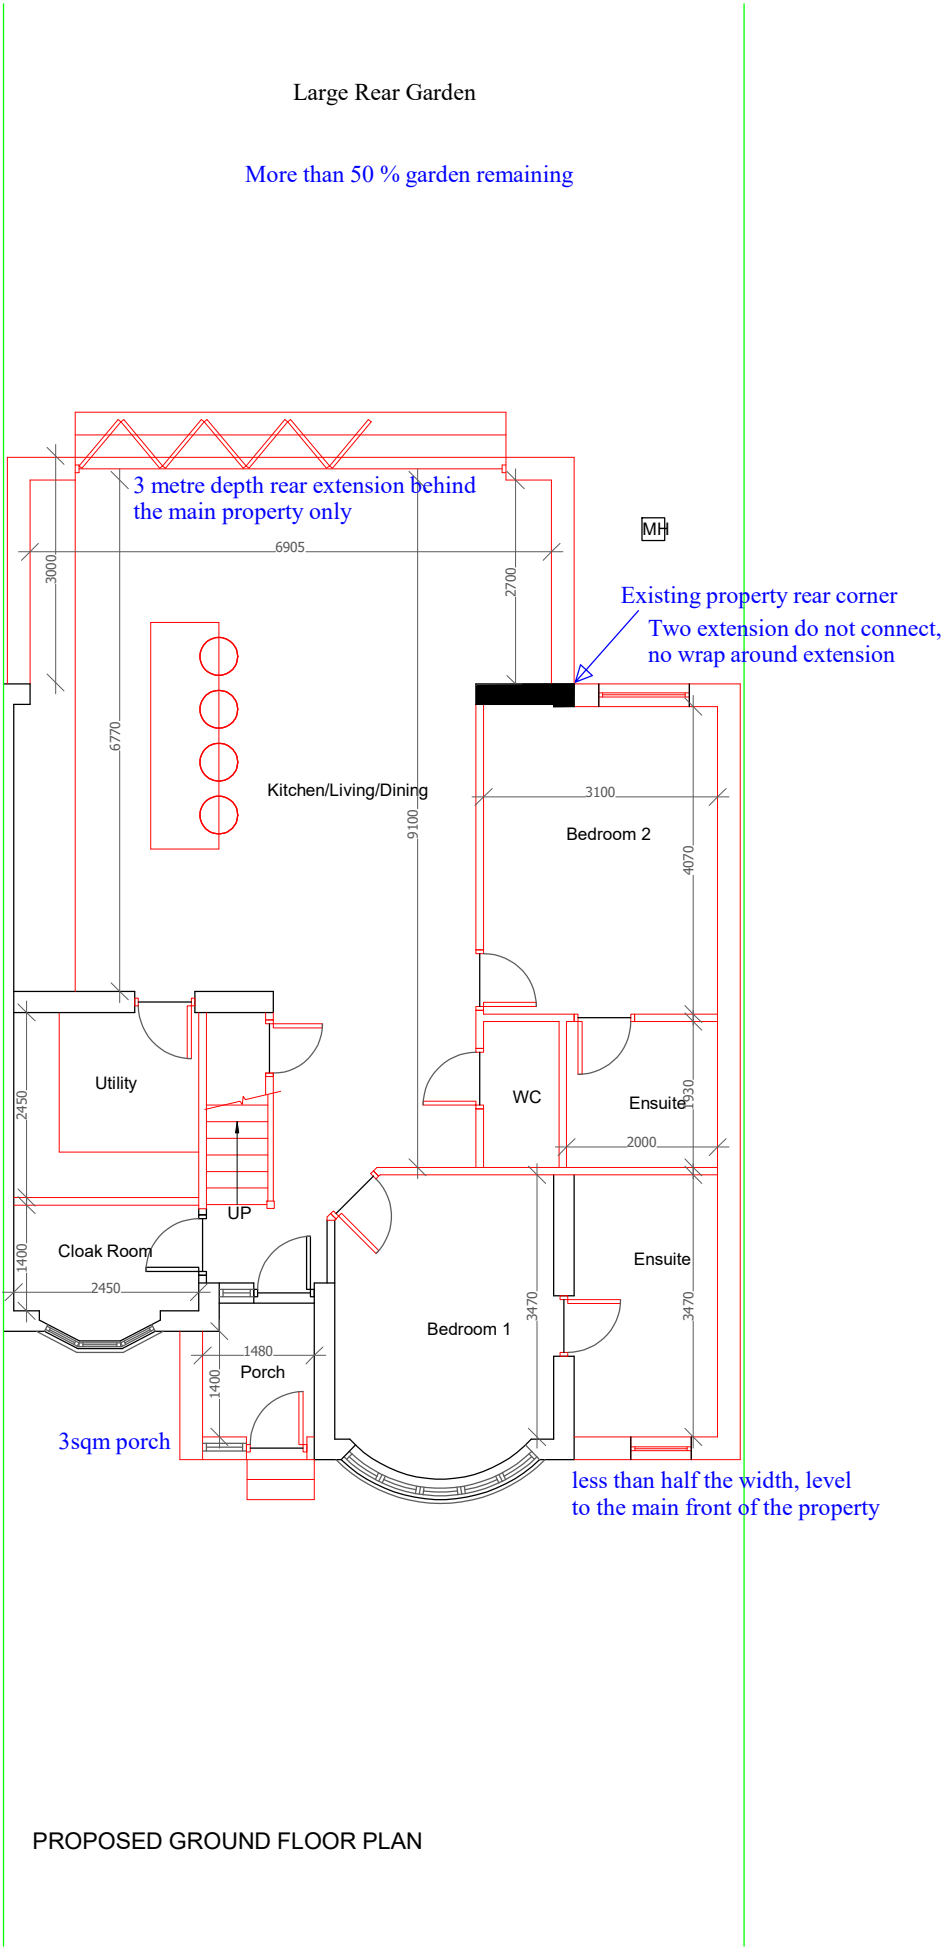 Large Rear Garden
More than 50 % garden remaining
3 metre depth rear extension behind
the main property only
6905
3000
2700
MH
Existing property rear corner
Two extension do not connect,
no wrap around extension
6770
Kitchen/Living/Dining
9100
3100
Bedroom 2
4070
Utility
2450
WC
Ensuite
1930
2000
UP
Cloak Room
1400
2450
Ensuite
Bedroom 1
3470
3470
1480
Porch
1400
3sqm porch
less than half the width, level
to the main front of the property
PROPOSED GROUND FLOOR PLAN